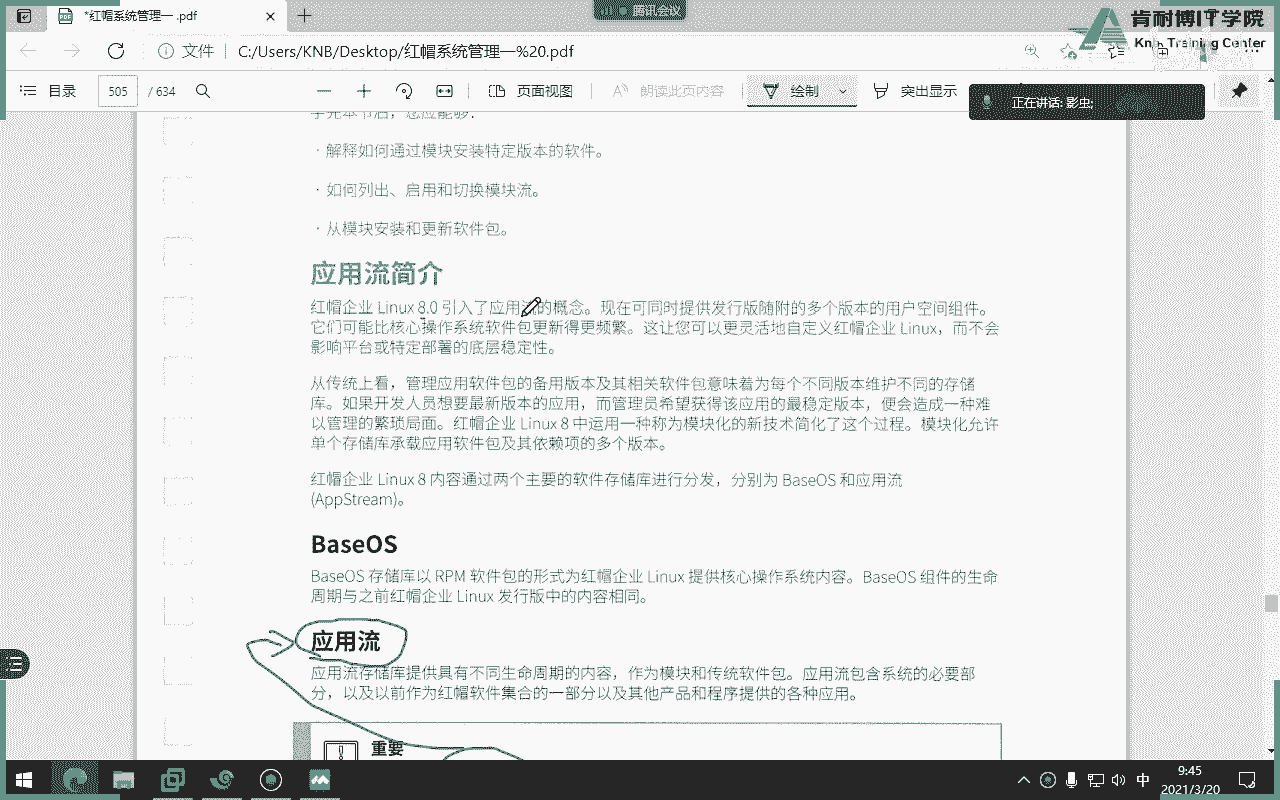 *红帽系统管理一 .pdf
腾讯会议
肯耐博IT学院
KnB Training Center
文件 C:/Users/KNB/Desktop/红帽系统管理一%20.pdf
目录 505 / 634 页面视图 朗读此页内容 绘制 突出显示
正在讲话: 影虫;
学完本节后，您应能够：
· 解释如何通过模块安装特定版本的软件。
· 如何列出、启用和切换模块流。
· 从模块安装和更新软件包。
应用流简介
红帽企业 Linux 8.0 引入了应用流的概念。现在可同时提供发行版随附的多个版本的用户空间组件。
它们可能比核心操作系统软件包更新得更频繁。这让您可以更灵活地自定义红帽企业 Linux，而不会
影响平台或特定部署的底层稳定性。
从传统上看，管理应用软件包的备用版本及其相关软件包意味着为每个不同版本维护不同的存储
库。如果开发人员想要最新版本的应用，而管理员希望获得该应用的最稳定版本，便会造成一种难
以管理的繁琐局面。红帽企业 Linux 8 中运用一种称为模块化的新技术简化了这个过程。模块化允许
单个存储库承载应用软件包及其依赖项的多个版本。
红帽企业 Linux 8 内容通过两个主要的软件存储库进行分发，分别为 BaseOS 和应用流
(AppStream)。
BaseOS
BaseOS 存储库以 RPM 软件包的形式为红帽企业 Linux 提供核心操作系统内容。BaseOS 组件的生命
周期与之前红帽企业 Linux 发行版中的内容相同。
应用流
应用流存储库提供具有不同生命周期的内容，作为模块和传统软件包。应用流包含系统的必要部
分，以及以前作为红帽软件集合的一部分以及其他产品和程序提供的各种应用。
重要
中
9:45
2021/3/20